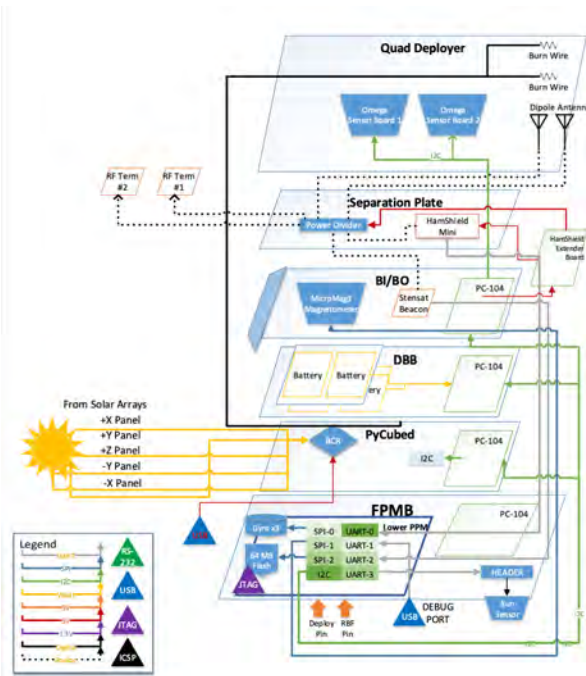 Quad Deployer
Burn Wire
Burn Wire
Dipole Antenn
Omega
Sensor Board 1
Omega
Sensor Board 2
I2C
RF Term
#2
RF Term
#1
Separation Plate
Power Divider
HamShield
Mini
HamShield
Extender
Board
BI/BO
PC-104
MicroMag3
Magnetometer
Stensat
Beacon
DBB
PC-104
Battery
Battery
From Solar Arrays
+X Panel
+Y Panel
+Z Panel
-Y Panel
-X Panel
BCR
PyCubed
PC-104
I2C
FPMB
Lower PPM
PC-104
Gyro x3
64 MB
Flash
JTAG
SPI-0
UART-0
SPI-1
UART-1
SPI-2
UART-2
I2C
UART-3
HEADER
Sun
Sensor
Deploy
Pin
RBF
Pin
USB
DEBUG
PORT
Legend
RS-
232
USB
JTAG
ICSP